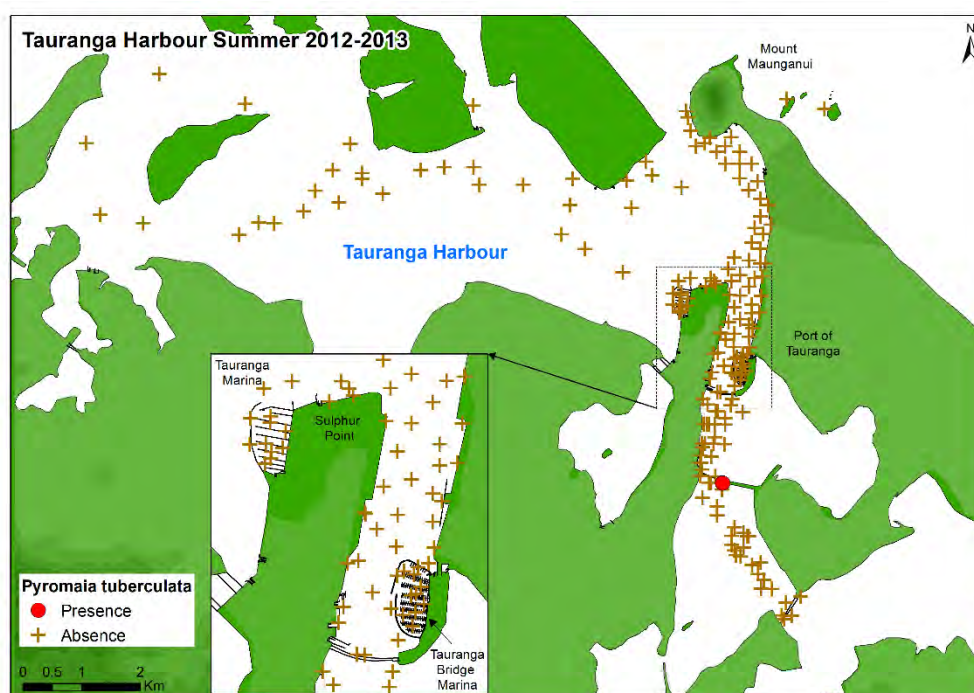 Tauranga Harbour Summer 2012-2013
Mount
Maunganui
N
Tauranga Harbour
Port of
Tauranga
Tauranga
Marina
Sulphur
Point
Tauranga
Bridge
Marina
Pyromaia tuberculata
Presence
Absence
0 0.5 1 2
Km